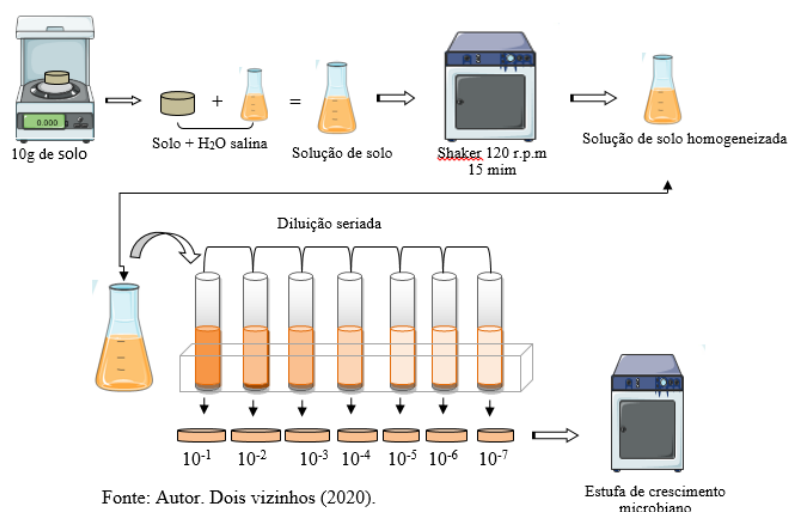 0.000
10g de solo
Solo + H₂O salina
+
=
Solução de solo
Shaker 120 r.p.m
15 mim
Solução de solo homogeneizada
Diluição seriada
10⁻¹ 10⁻² 10⁻³ 10⁻⁴ 10⁻⁵ 10⁻⁶ 10⁻⁷
Fonte: Autor. Dois vizinhos (2020).
Estufa de crescimento
microbiano